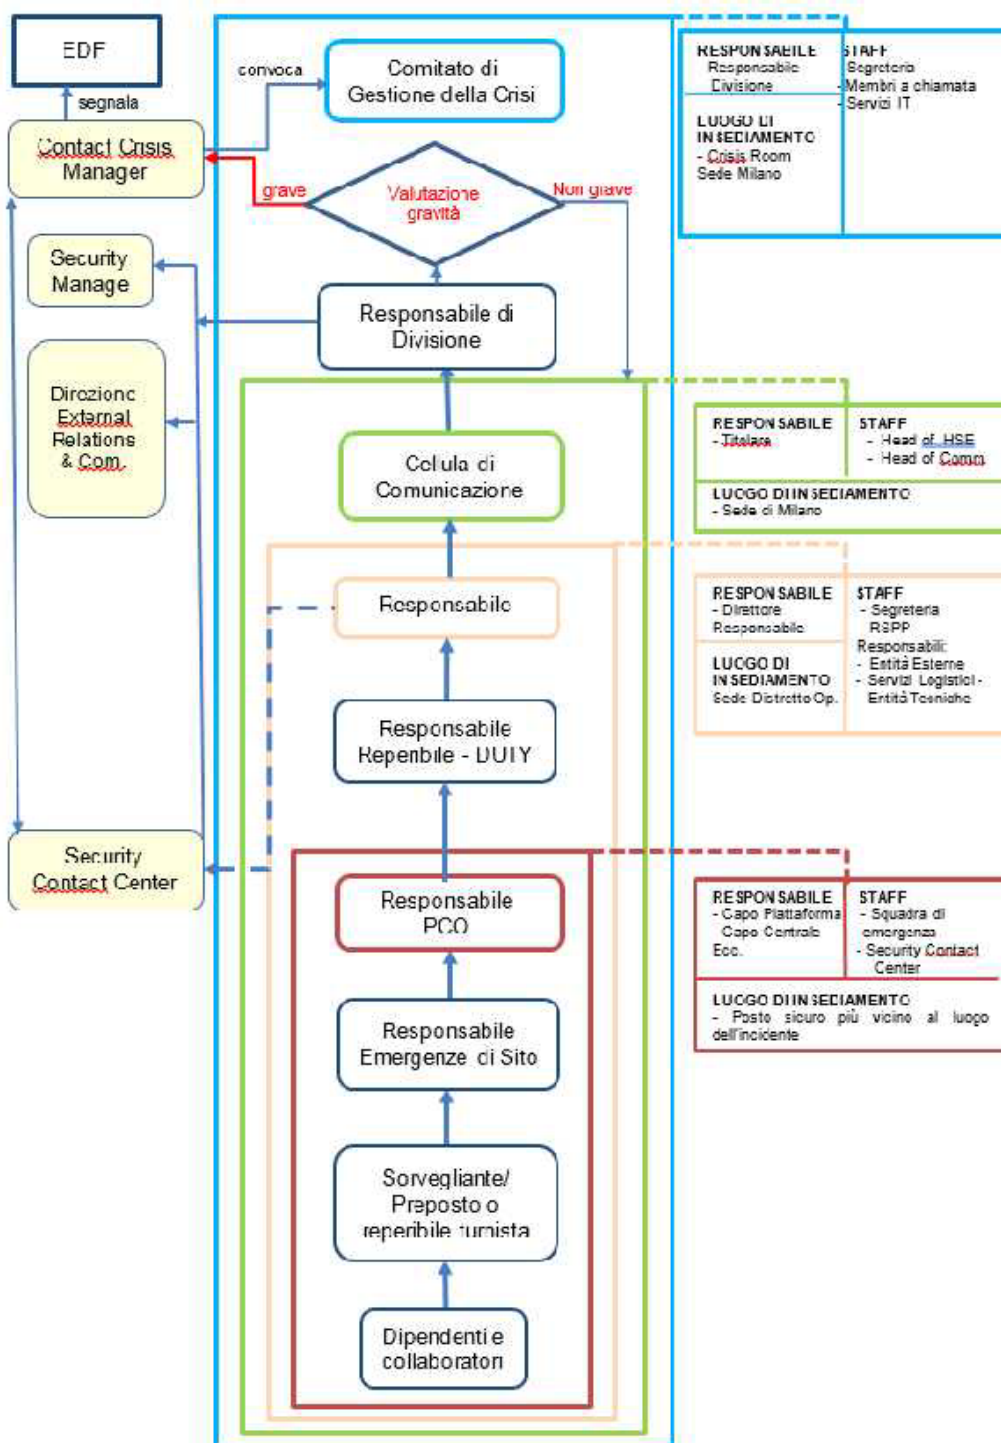 EDF
segnala
Contact Crisis
Manager
convoca
Comitato di
Gestione della Crisi
grave
Valutazione
gravità
Non grave
Security
Manage
Responsabile di
Divisione
Direzione
External
Relations
& Com.
Cellula di
Comunicazione
Responsabile
Responsabile
Reperibile - DUTY
Security
Contact Center
Responsabile
PCO
Responsabile
Emergenze di Sito
Sorvegliante/
Preposto o
reperibile turnista
Dipendenti e
collaboratori
RESPONSABILE
Responsabile
Divisione
LUOGO DI
INSEDIAMENTO
- Crisis Room
Sede Milano
STAFF
- Segreteria
- Membri a chiamata
- Servizi IT
RESPONSABILE
- Titolare
STAFF
- Head of HSE
- Head of Comm
LUOGO DI INSEDIAMENTO
- Sede di Milano
RESPONSABILE
- Direttore
Responsabile
LUOGO DI
INSEDIAMENTO
Sede Distretto Op.
STAFF
- Segreteria
RSPP
Responsabili:
- Entità Esterne
- Servizi Logistici -
Entità Tecniche
RESPONSABILE
- Capo Piattaforma
Capo Centrale
Ecc.
STAFF
- Squadra di
emergenza
- Security Contact
Center
LUOGO DI INSEDIAMENTO
- Posto sicuro più vicino al luogo
dell'incidente